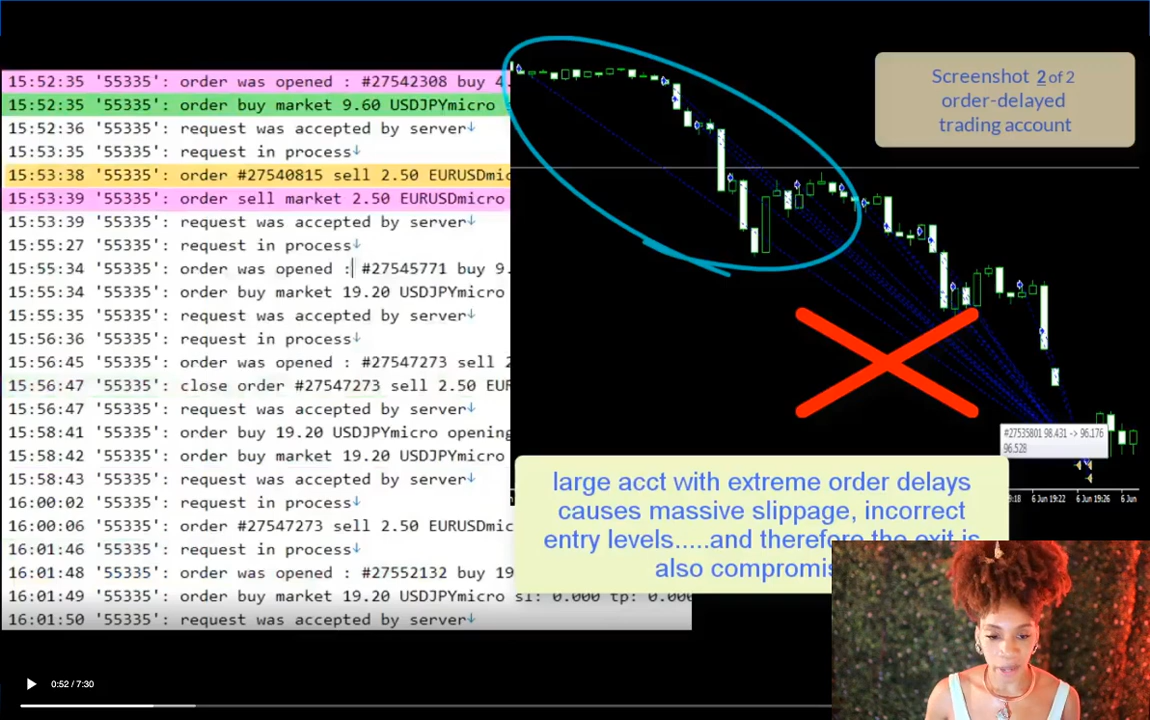 15:52:35 '55335': order was opened : #27542308 buy 4
15:52:35 '55335': order buy market 9.60 USDJPYmicro
15:52:36 '55335': request was accepted by server↓
15:53:35 '55335': request in process↓
15:53:38 '55335': order #27540815 sell 2.50 EURUSDmic
15:53:39 '55335': order sell market 2.50 EURUSDmicro
15:53:39 '55335': request was accepted by server↓
15:55:27 '55335': request in process↓
15:55:34 '55335': order was opened : #27545771 buy 9.
15:55:34 '55335': order buy market 19.20 USDJPYmicro
15:55:35 '55335': request was accepted by server↓
15:56:36 '55335': request in process↓
15:56:45 '55335': order was opened : #27547273 sell 2
15:56:47 '55335': close order #27547273 sell 2.50 EUR
15:56:47 '55335': request was accepted by server↓
15:58:41 '55335': order buy 19.20 USDJPYmicro opening
15:58:42 '55335': order buy market 19.20 USDJPYmicro
15:58:43 '55335': request was accepted by server↓
16:00:02 '55335': request in process↓
16:00:06 '55335': order #27547273 sell 2.50 EURUSDmic
16:01:46 '55335': request in process↓
16:01:48 '55335': order was opened : #27552132 buy 19
16:01:49 '55335': order buy market 19.20 USDJPYmicro sl: 0.000 tp: 0.000
16:01:50 '55335': request was accepted by server↓
Screenshot 2 of 2
order-delayed
trading account
#27535801 98.431 -> 96.176
96.528
9:18 6 Jun 19:22 6 Jun 19:26 6 Jun
large acct with extreme order delays
causes massive slippage, incorrect
entry levels.....and therefore the exit is
also compromis
0:52 / 7:30